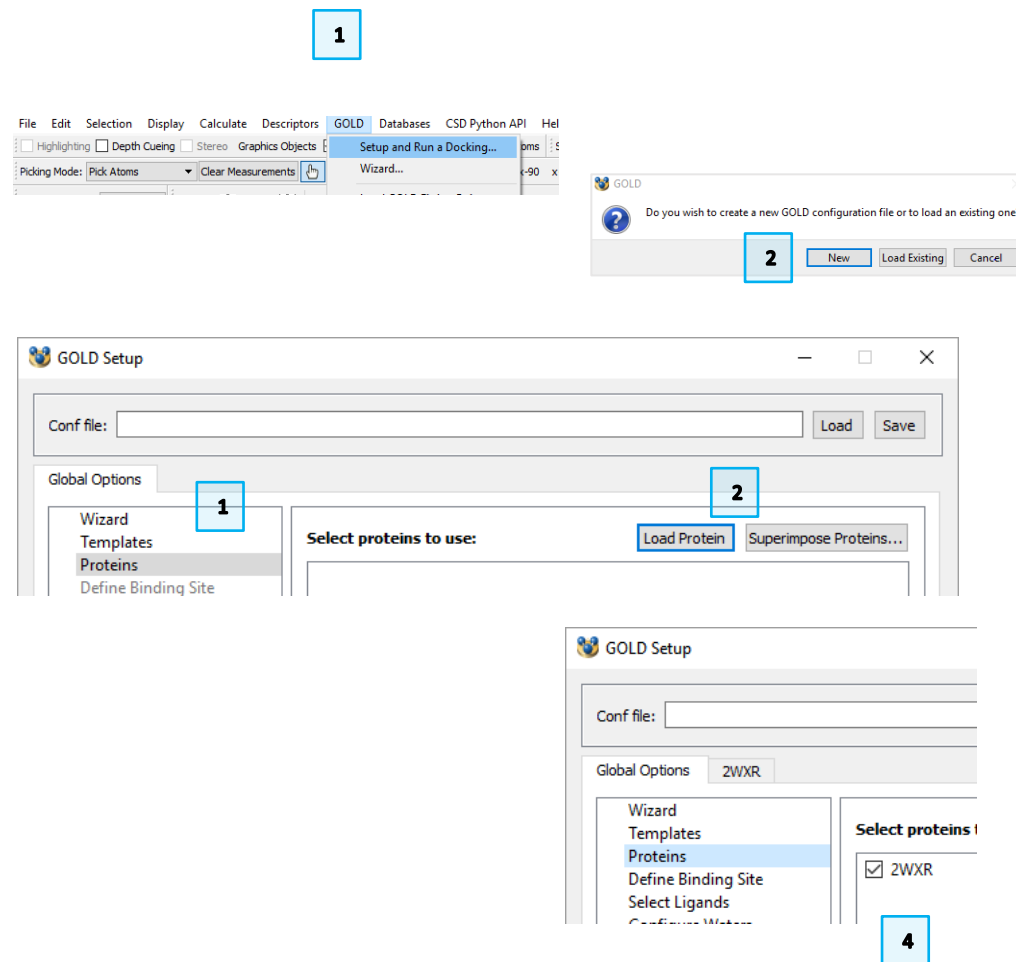 1
File Edit Selection Display Calculate Descriptors GOLD Databases CSD Python API
Highlighting Depth Cueing Stereo Graphics Objects Setup and Run a Docking...
Picking Mode: Pick Atoms Clear Measurements Wizard... x-90 x
GOLD
Do you wish to create a new GOLD configuration file or to load an existing one
2 New Load Existing Cancel
GOLD Setup
Conf file: Load Save
Global Options
1 2
Wizard
Select proteins to use: Load Protein Superimpose Proteins...
Templates
Proteins
Define Binding Site
GOLD Setup
Conf file:
Global Options 2WXR
Wizard
Templates Select proteins
Proteins 2WXR
Define Binding Site
Select Ligands
4